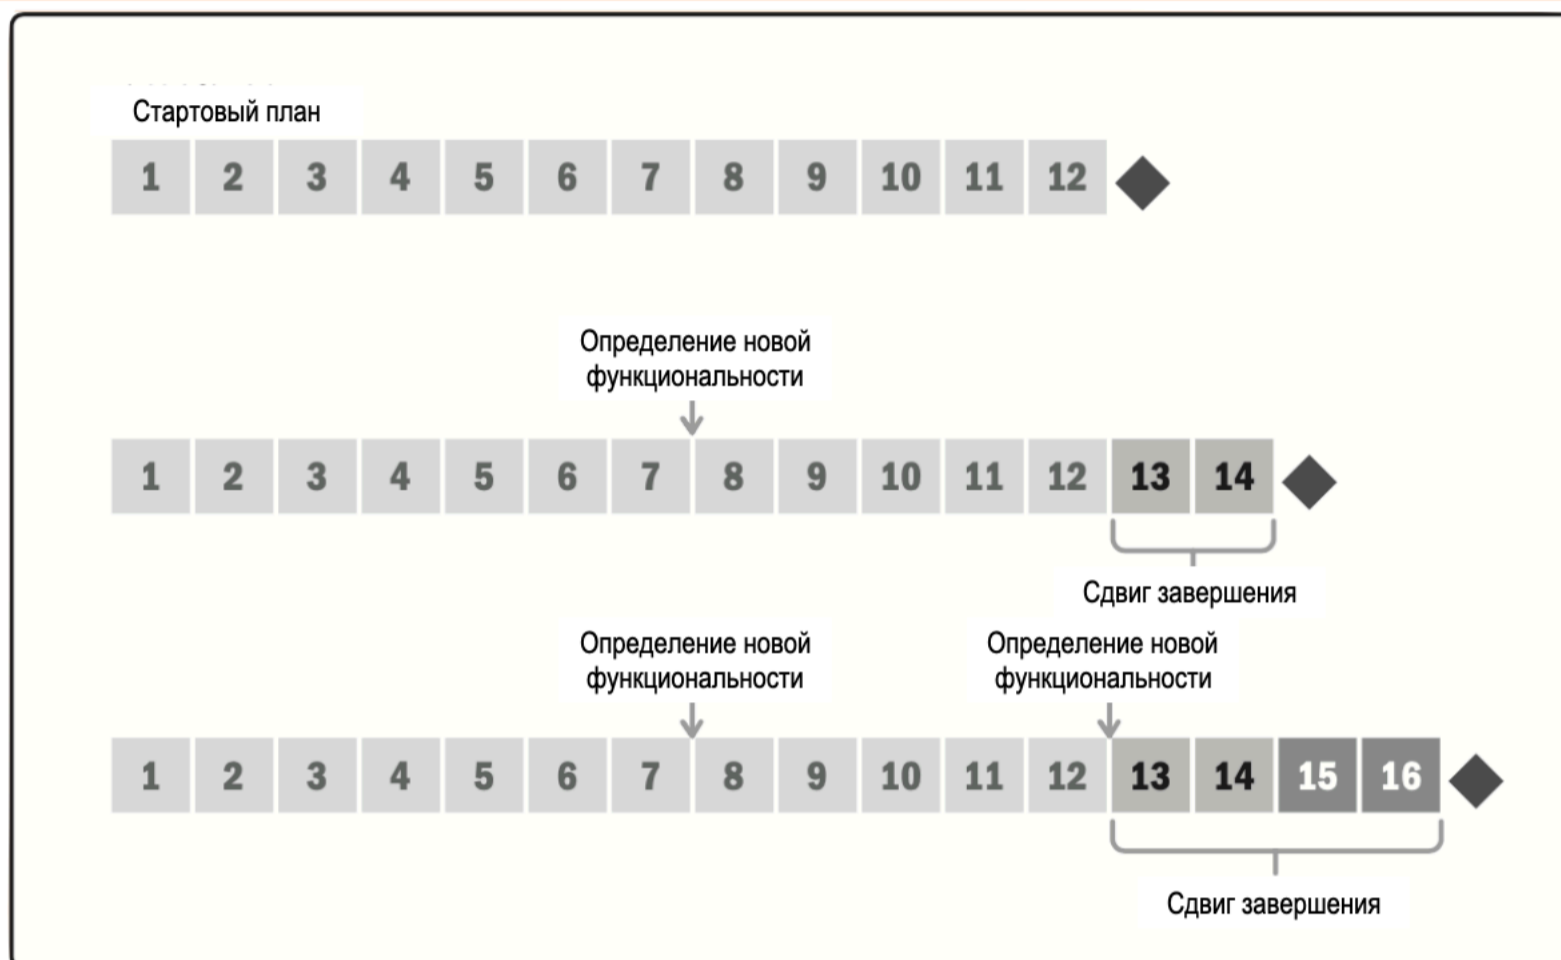 Стартовый план
1 2 3 4 5 6 7 8 9 10 11 12
Определение новой
функциональности
1 2 3 4 5 6 7 8 9 10 11 12 13 14
Сдвиг завершения
Определение новой
функциональности
Определение новой
функциональности
1 2 3 4 5 6 7 8 9 10 11 12 13 14 15 16
Сдвиг завершения